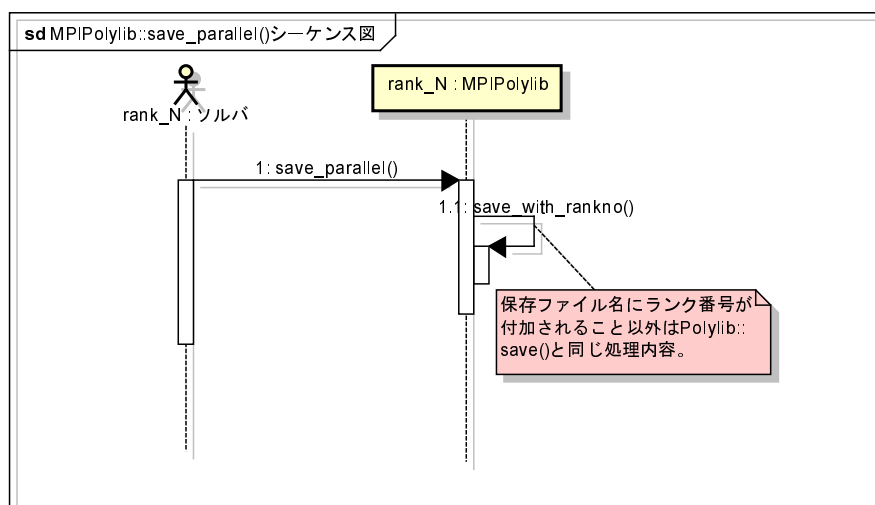 sd MPIPolylib::save_parallel()シーケンス図
rank_N : ソルバ
rank_N : MPIPolylib
1: save_parallel()
1.1: save_with_rankno()
保存ファイル名にランク番号が
付加されること以外はPolylib::
save()と同じ処理内容。